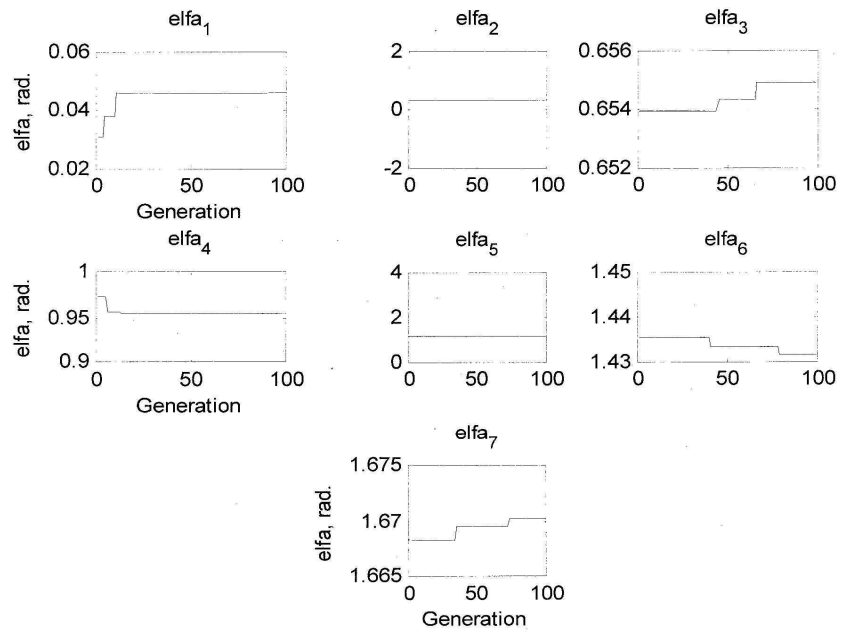 elfa1
elfa2
elfa3
elfa, rad.
0.06
0.04
0.02
0 50 100
Generation
2
0
-2
0 50 100
0.656
0.654
0.652
0 50 100
elfa4
elfa5
elfa6
elfa, rad.
1
0.95
0.9
0 50 100
Generation
4
2
0
0 50 100
1.45
1.44
1.43
0 50 100
elfa7
elfa, rad.
1.675
1.67
1.665
0 50 100
Generation